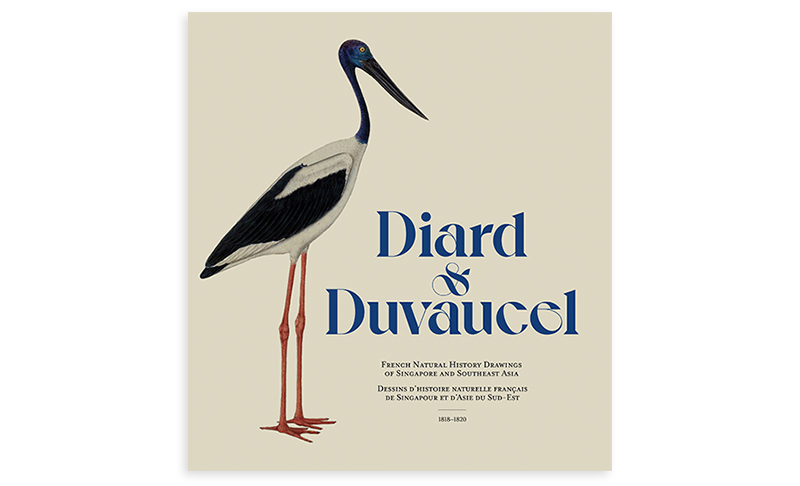 Diard
&
Duvaucel
French Natural History Drawings
of Singapore and Southeast Asia
Dessins d'histoire naturelle français
de Singapour et d'Asie du Sud-Est
1818–1820